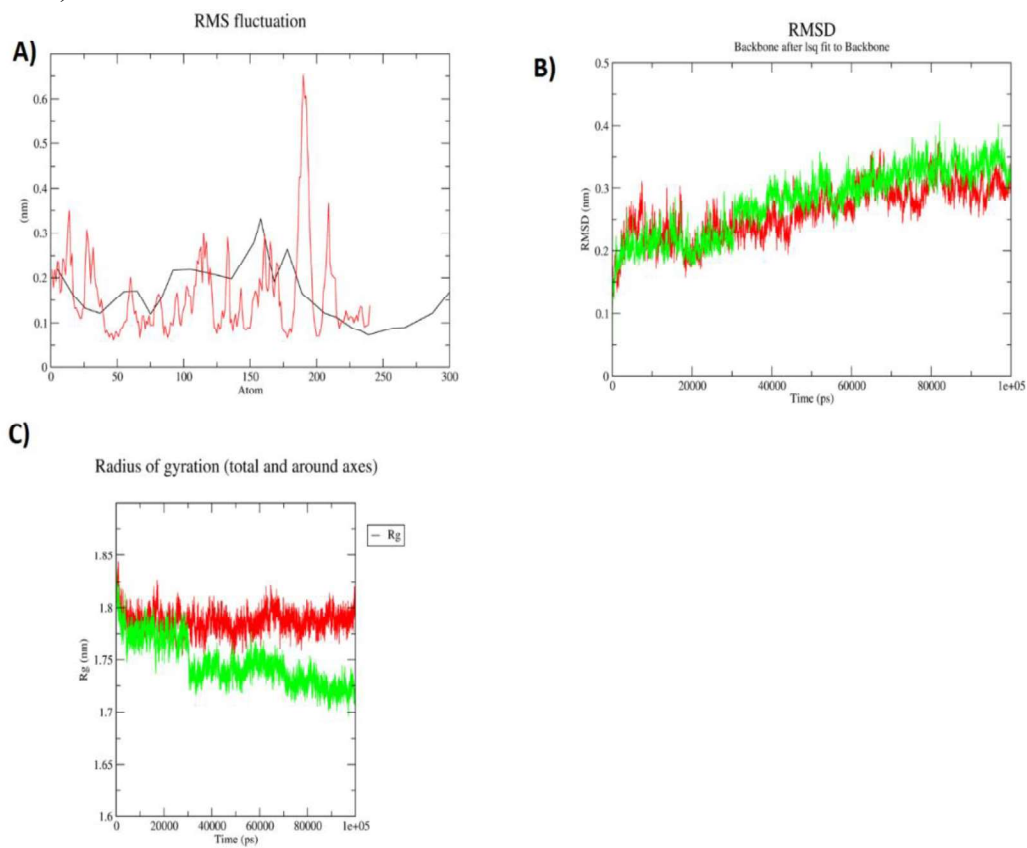 RMS fluctuation
A)
(nm)
0.6
0.5
0.4
0.3
0.2
0.1
0
0 50 100 150 200 250 300
Atom
RMSD
Backbone after lsq fit to Backbone
B)
RMSD (nm)
0.5
0.4
0.3
0.2
0.1
0
0 20000 40000 60000 80000 1e+05
Time (ps)
C)
Radius of gyration (total and around axes)
Rg
Rg (nm)
1.85
1.8
1.75
1.7
1.65
1.6
0 20000 40000 60000 80000 1e+05
Time (ps)